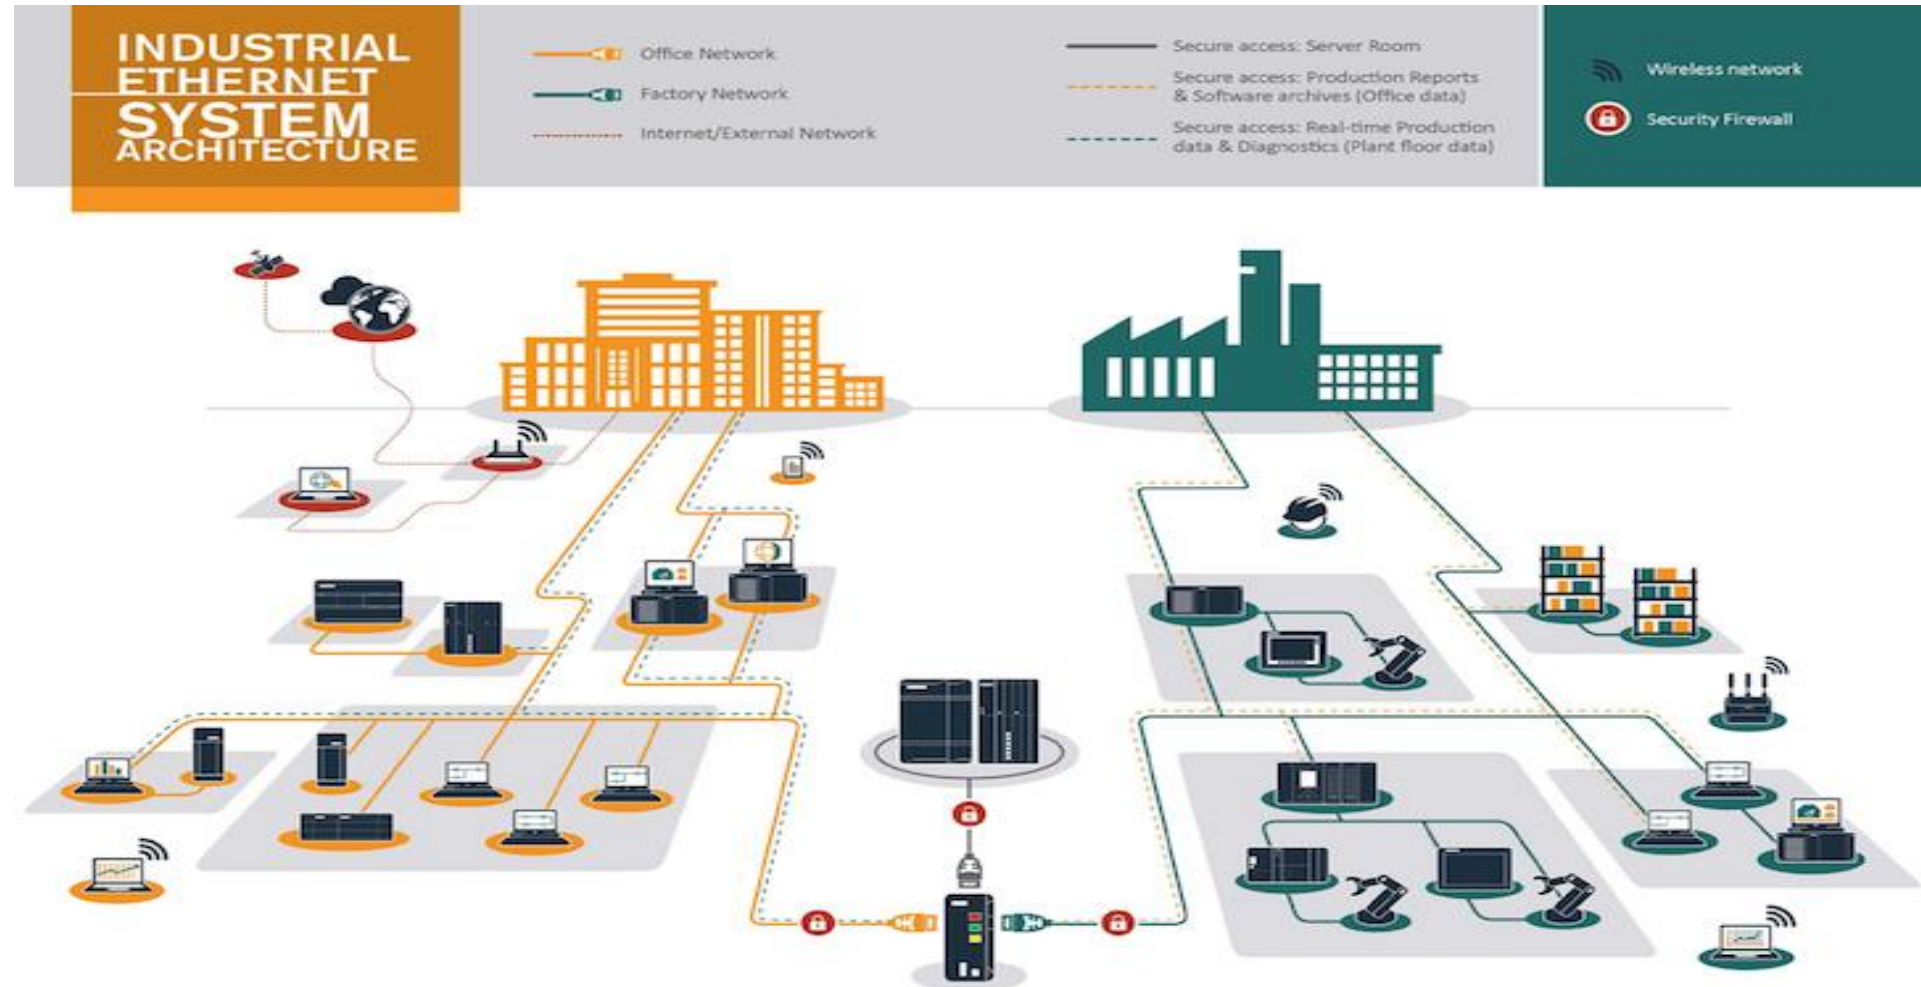 INDUSTRIAL
ETHERNET
SYSTEM
ARCHITECTURE
Office Network
Factory Network
Internet/External Network
Secure access: Server Room
Secure access: Production Reports
& Software archives (Office data)
Secure access: Real-time Production
data & Diagnostics (Plant floor data)
Wireless network
Security Firewall